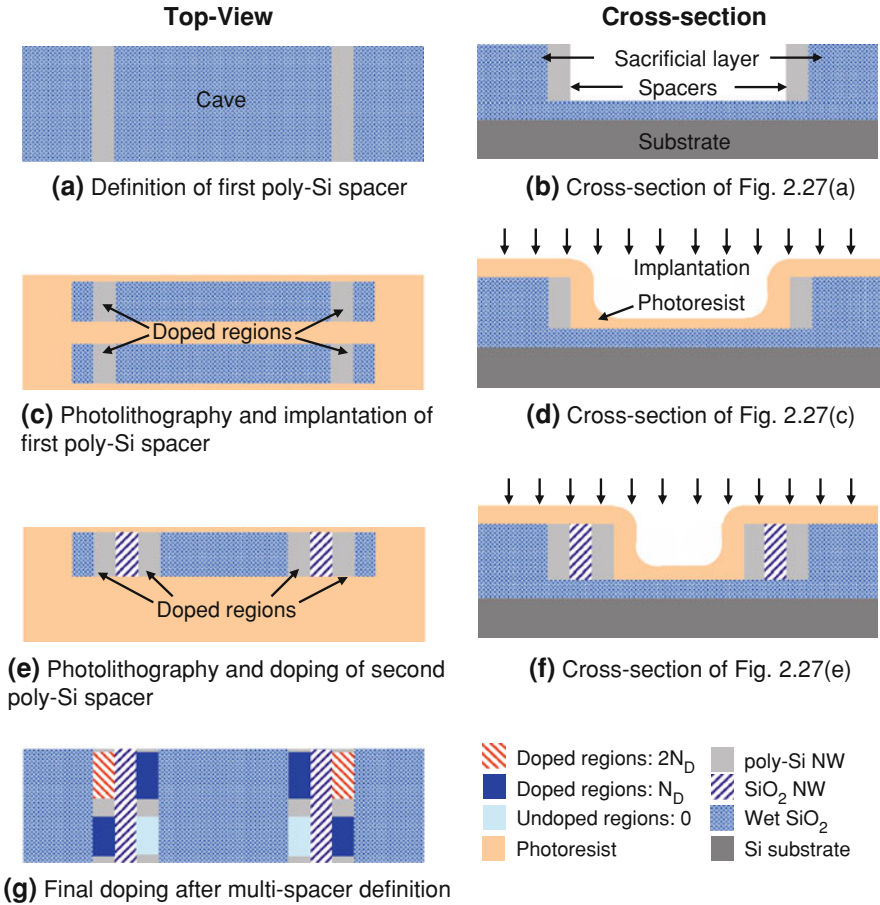 Top-View
Cross-section
Cave
Sacrificial layer
Spacers
Substrate
(a) Definition of first poly-Si spacer
(b) Cross-section of Fig. 2.27(a)
Doped regions
Implantation
Photoresist
(c) Photolithography and implantation of
first poly-Si spacer
(d) Cross-section of Fig. 2.27(c)
Doped regions
(e) Photolithography and doping of second
poly-Si spacer
(f) Cross-section of Fig. 2.27(e)
Doped regions: 2N_D
Doped regions: N_D
Undoped regions: 0
Photoresist
poly-Si NW
SiO₂ NW
Wet SiO₂
Si substrate
(g) Final doping after multi-spacer definition